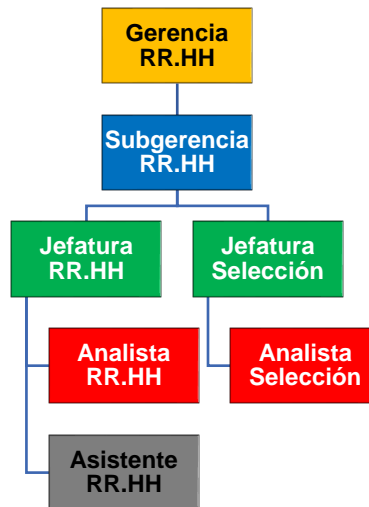 Gerencia
RR.HH
Subgerencia
RR.HH
Jefatura
RR.HH
Jefatura
Selección
Analista
RR.HH
Analista
Selección
Asistente
RR.HH